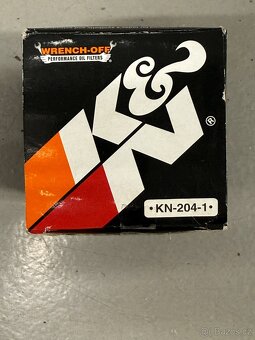 WRENCH-OFF
PERFORMANCE OIL FILTERS
K&N®
•KN-204-1•